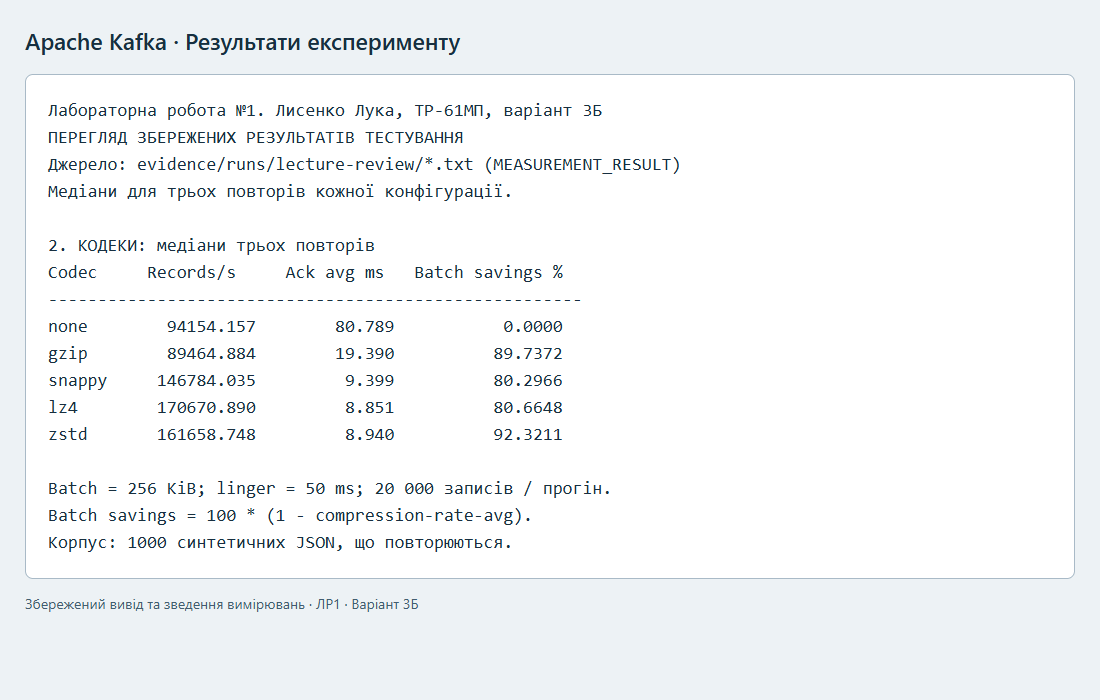 Apache Kafka · Результати експерименту
Лабораторна робота №1. Лисенко Лука, ТР-61МП, варіант 3Б
ПЕРЕГЛЯД ЗБЕРЕЖЕНИХ РЕЗУЛЬТАТІВ ТЕСТУВАННЯ
Джерело: evidence/runs/lecture-review/*.txt (MEASUREMENT_RESULT)
Медіани для трьох повторів кожної конфігурації.
2. КОДЕКИ: медіани трьох повторів
Codec     Records/s     Ack avg ms   Batch savings %
------------------------------------------------------
none        94154.157        80.789           0.0000
gzip        89464.884        19.390          89.7372
snappy     146784.035         9.399          80.2966
lz4        170670.890         8.851          80.6648
zstd       161658.748         8.940          92.3211
Batch = 256 KiB; linger = 50 ms; 20 000 записів / прогін.
Batch savings = 100 * (1 - compression-rate-avg).
Корпус: 1000 синтетичних JSON, що повторюються.
Збережений вивід та зведення вимірювань · ЛР1 · Варіант 3Б